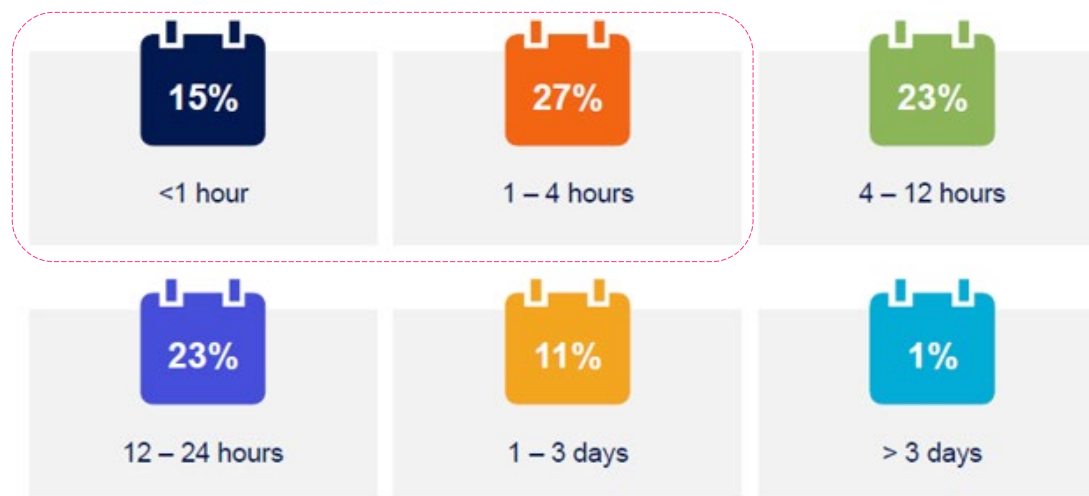 15%
27%
23%
<1 hour
1 – 4 hours
4 – 12 hours
23%
11%
1%
12 – 24 hours
1 – 3 days
> 3 days